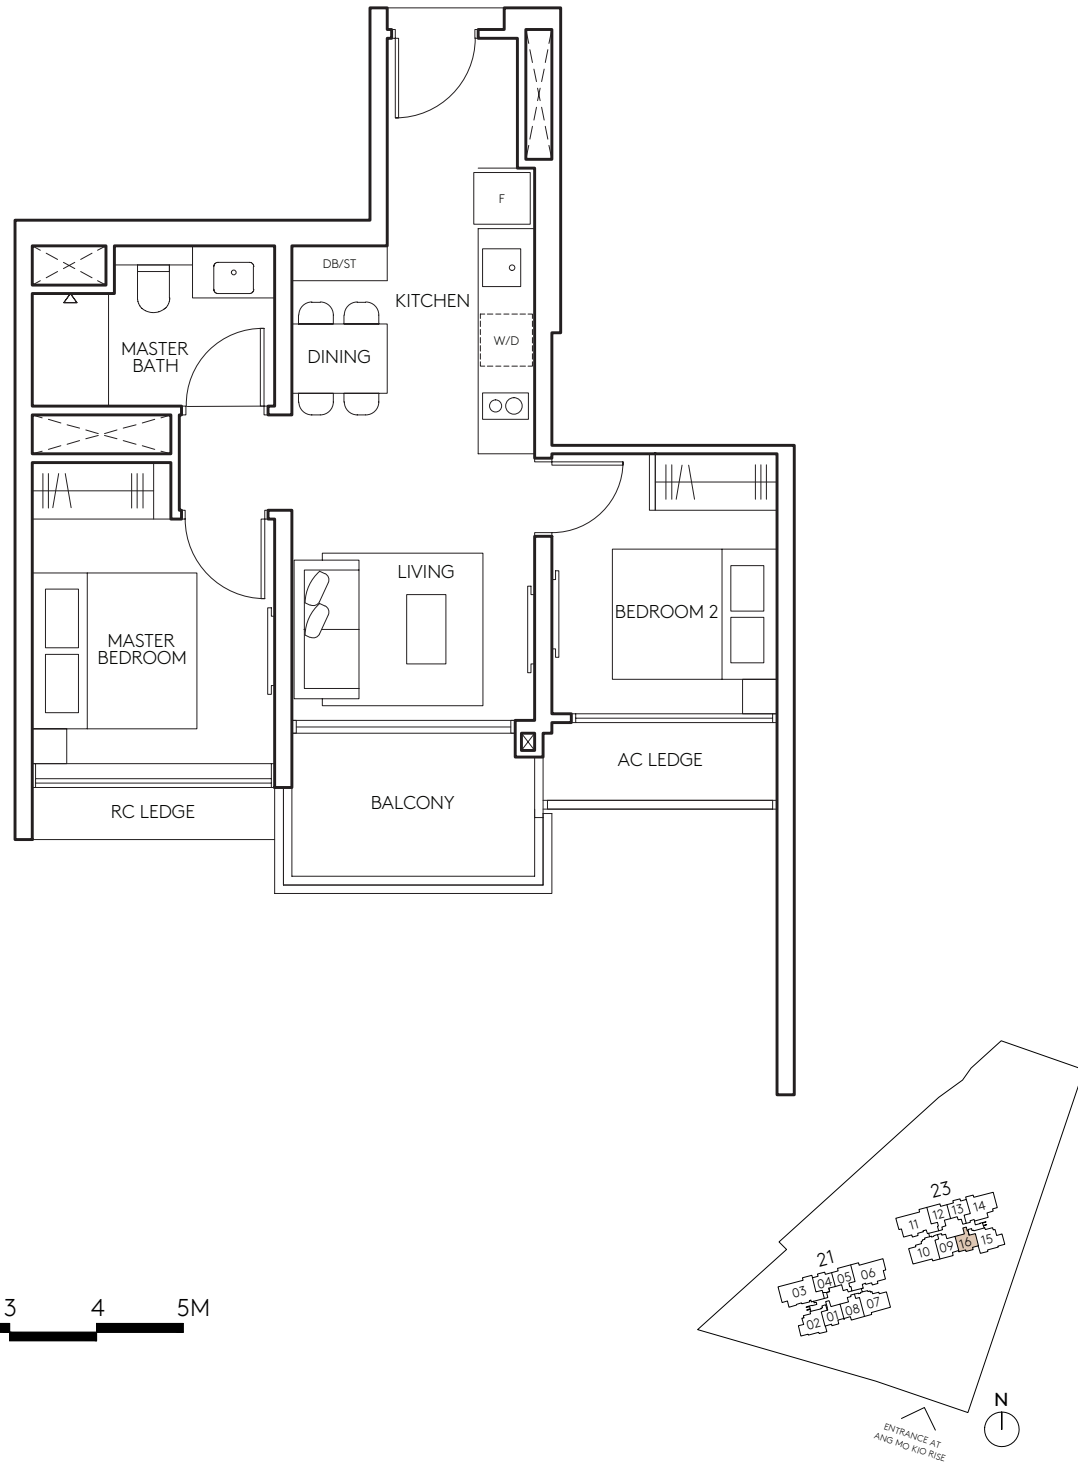 F
DB/ST
KITCHEN
W/D
DINING
MASTER
BATH
LIVING
BEDROOM 2
MASTER
BEDROOM
AC LEDGE
BALCONY
RC LEDGE
23
11
12
13
14
10
09
16
15
21
03
04
05
06
02
01
08
07
3
4
5M
N
ENTRANCE AT
ANG MO KIO RISE